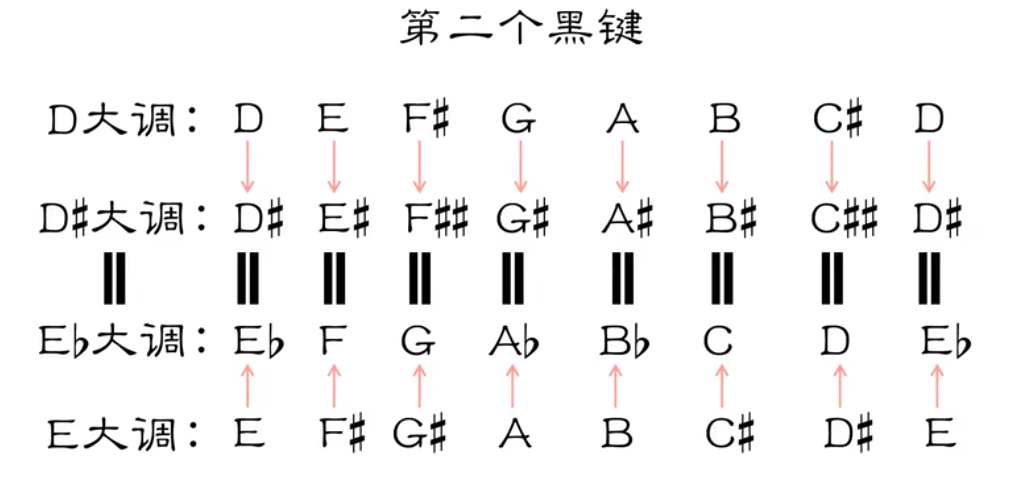 第二个黑键
D大调： D E F♯ G A B C♯ D
D♯大调： D♯ E♯ F♯♯ G♯ A♯ B♯ C♯♯ D♯
E♭大调： E♭ F G A♭ B♭ C D E♭
E大调： E F♯ G♯ A B C♯ D♯ E